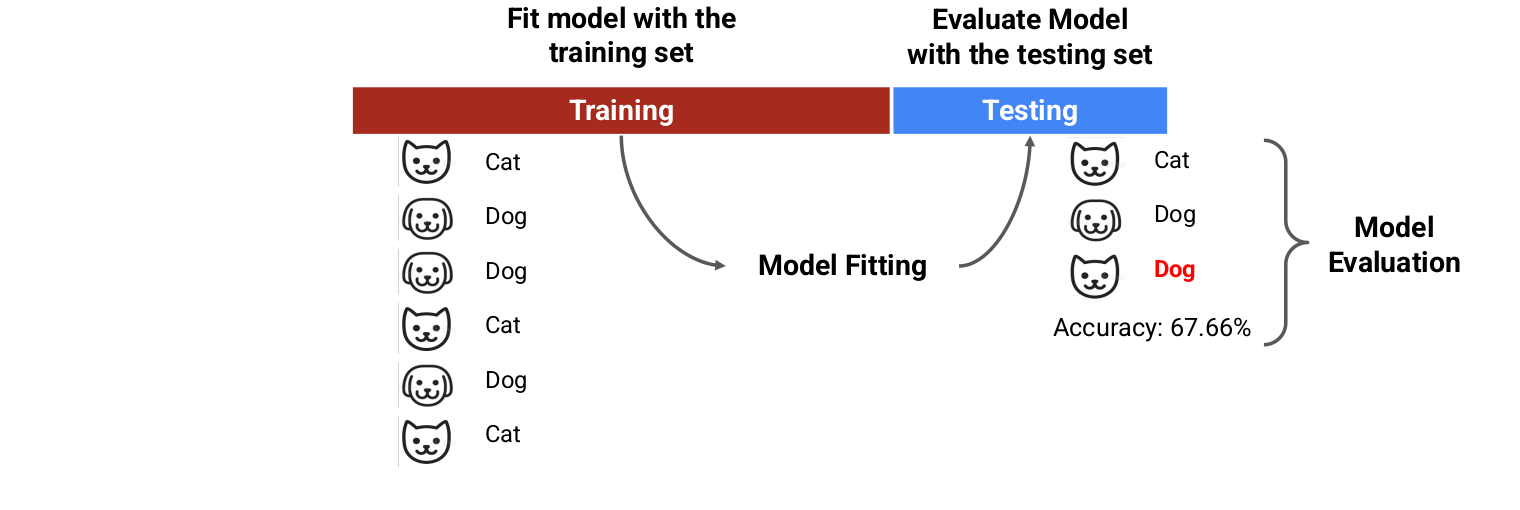 Fit model with the
training set
Evaluate Model
with the testing set
Training
Testing
Cat
Dog
Dog
Cat
Dog
Cat
Model Fitting
Cat
Dog
Dog
Accuracy: 67.66%
Model
Evaluation